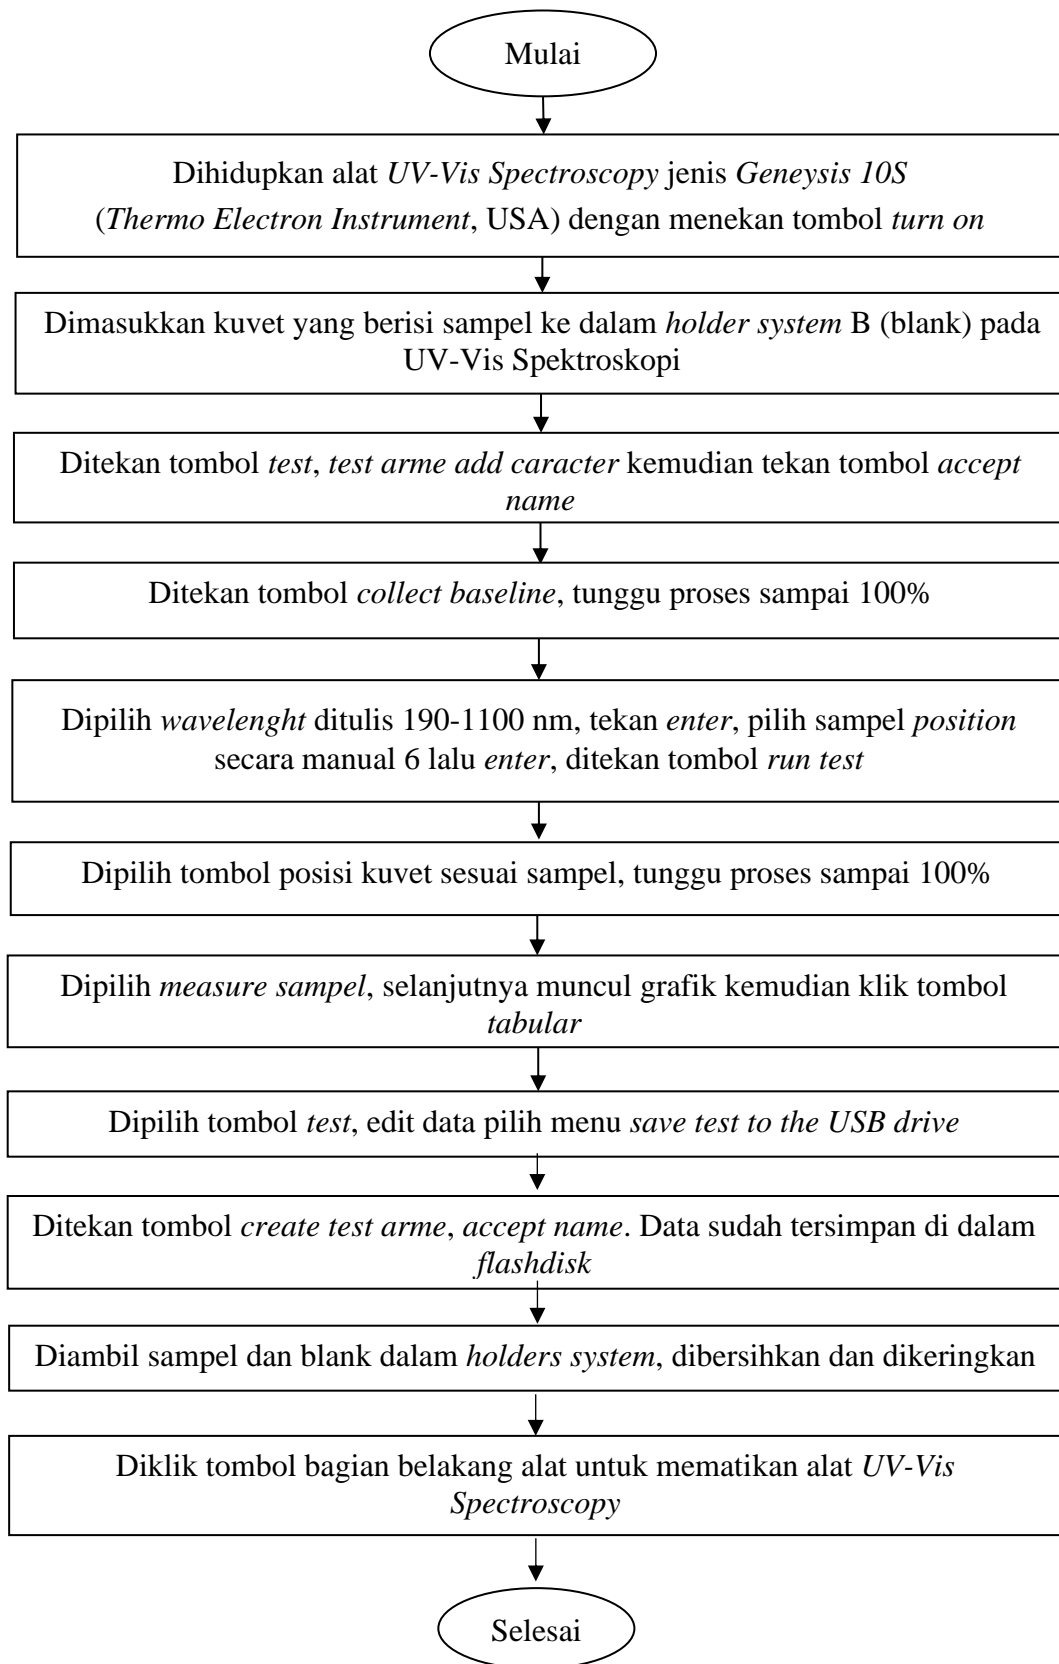 Mulai
Dihidupkan alat UV-Vis Spectroscopy jenis Geneysis 10S
(Thermo Electron Instrument, USA) dengan menekan tombol turn on
Dimasukkan kuvet yang berisi sampel ke dalam holder system B (blank) pada
UV-Vis Spektroskopi
Ditekan tombol test, test arme add caracter kemudian tekan tombol accept
name
Ditekan tombol collect baseline, tunggu proses sampai 100%
Dipilih wavelenght ditulis 190-1100 nm, tekan enter, pilih sampel position
secara manual 6 lalu enter, ditekan tombol run test
Dipilih tombol posisi kuvet sesuai sampel, tunggu proses sampai 100%
Dipilih measure sampel, selanjutnya muncul grafik kemudian klik tombol
tabular
Dipilih tombol test, edit data pilih menu save test to the USB drive
Ditekan tombol create test arme, accept name. Data sudah tersimpan di dalam
flashdisk
Diambil sampel dan blank dalam holders system, dibersihkan dan dikeringkan
Diklik tombol bagian belakang alat untuk mematikan alat UV-Vis
Spectroscopy
Selesai